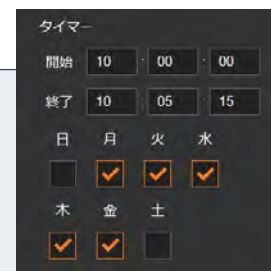 タイマー
開始 10 : 00 : 00
終了 10 : 05 : 15
日 月 火 水
木 金 土